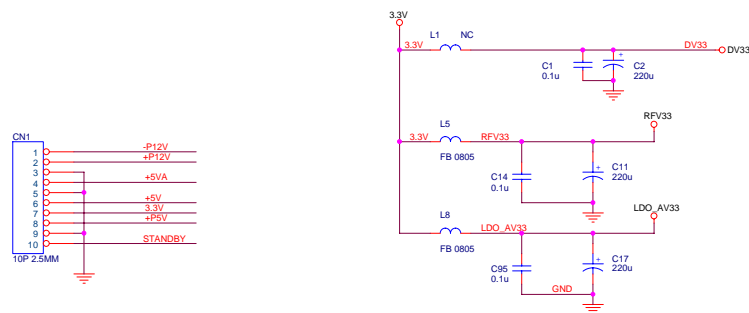 3.3V
L1 NC
3.3V
DV33
DV33
C1
0.1u
C2
220u
CN1
1 -P12V
2 +P12V
3
4 +5VA
5
6 +5V
7 3.3V
8 +P5V
9
10 STANDBY
10P 2.5MM
RFV33
L5
3.3V
RFV33
FB 0805
C14
0.1u
C11
220u
LDO_AV33
L8
LDO_AV33
FB 0805
C95
0.1u
C17
220u
GND